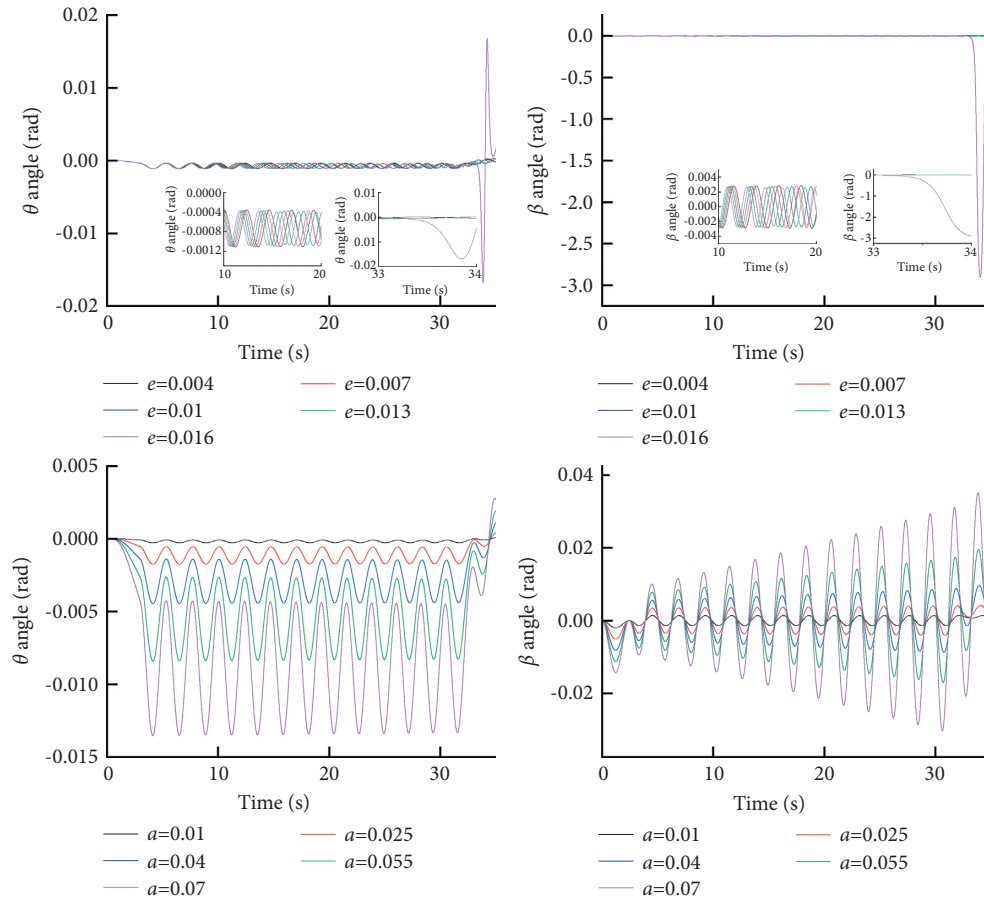 0.02
0.01
0.00
-0.01
-0.02
θ angle (rad)
0 10 20 30
Time (s)
0.0000
-0.0004
-0.0008
-0.0012
θ angle (rad)
10 20
Time (s)
0.01
0.00
0.01
-0.02
θ angle (rad)
33 34
Time (s)
e=0.004 e=0.007
e=0.01 e=0.013
e=0.016
0.0
-0.5
-1.0
-1.5
-2.0
-2.5
-3.0
β angle (rad)
0 10 20 30
Time (s)
0.004
0.002
0.000
-0.002
-0.004
β angle (rad)
10 20
Time (s)
0
-1
-2
-3
β angle (rad)
33 34
Time (s)
e=0.004 e=0.007
e=0.01 e=0.013
e=0.016
0.005
0.000
-0.005
-0.010
-0.015
θ angle (rad)
0 10 20 30
Time (s)
a=0.01 a=0.025
a=0.04 a=0.055
a=0.07
0.04
0.02
0.00
-0.02
β angle (rad)
0 10 20 30
Time (s)
a=0.01 a=0.025
a=0.04 a=0.055
a=0.07